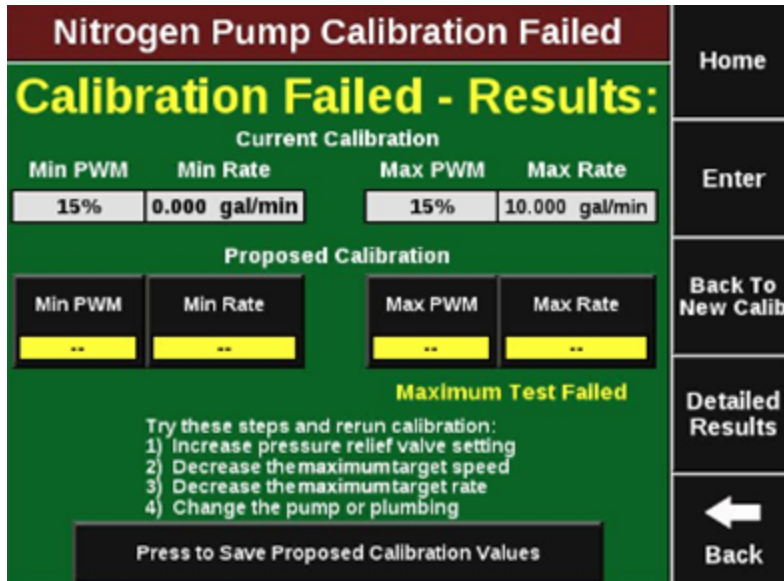 Nitrogen Pump Calibration Failed
Calibration Failed - Results:
Current Calibration
Min PWM Min Rate Max PWM Max Rate
15% 0.000 gal/min 15% 10.000 gal/min
Proposed Calibration
Min PWM Min Rate Max PWM Max Rate
-- -- -- --
Maximum Test Failed
Try these steps and rerun calibration:
1) Increase pressure relief valve setting
2) Decrease the maximum target speed
3) Decrease the maximum target rate
4) Change the pump or plumbing
Press to Save Proposed Calibration Values
Home
Enter
Back To
New Calib
Detailed
Results
Back